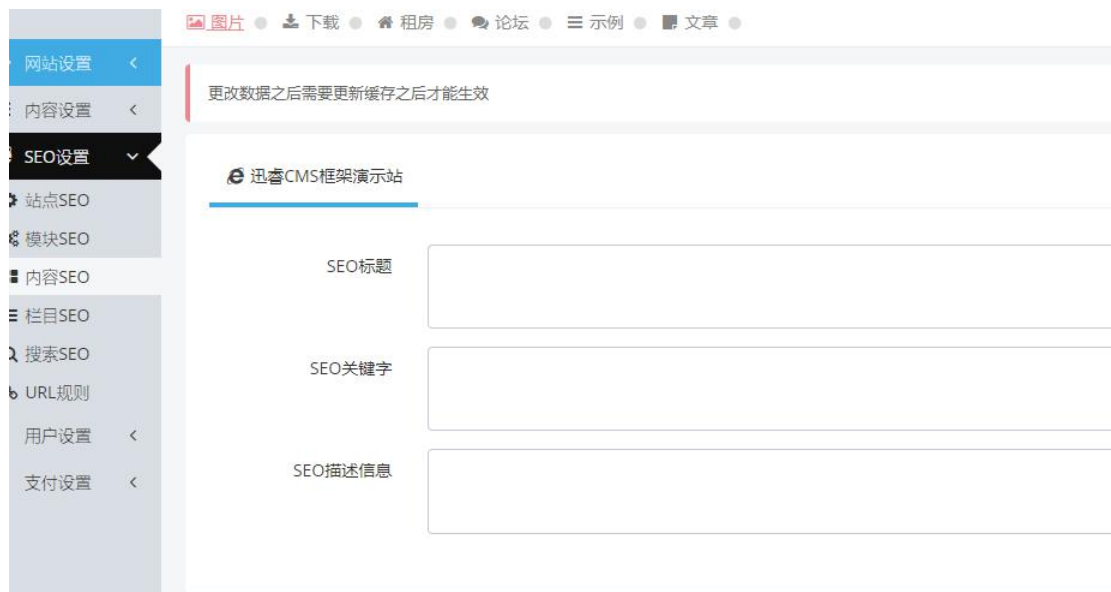 图片 下载 租房 论坛 示例 文章
网站设置
内容设置
SEO设置
站点SEO
模块SEO
内容SEO
栏目SEO
搜索SEO
URL规则
用户设置
支付设置
更改数据之后需要更新缓存之后才能生效
迅睿CMS框架演示站
SEO标题
SEO关键字
SEO描述信息